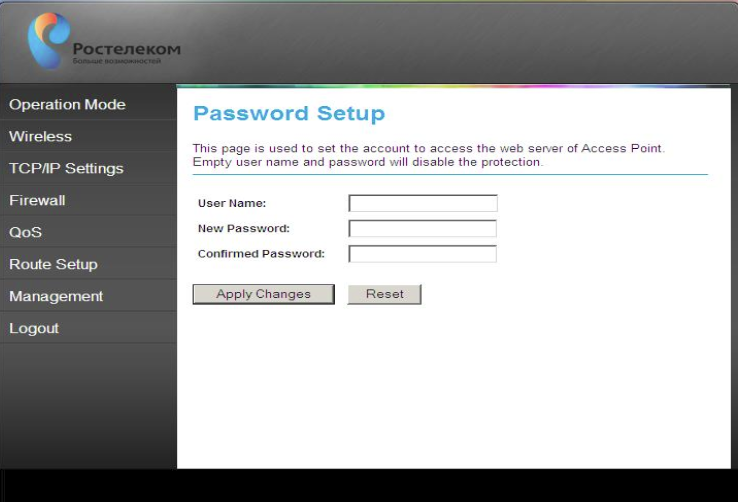 Ростелеком
Больше возможностей
Operation Mode
Wireless
TCP/IP Settings
Firewall
QoS
Route Setup
Management
Logout
Password Setup
This page is used to set the account to access the web server of Access Point.
Empty user name and password will disable the protection.
User Name:
New Password:
Confirmed Password:
Apply Changes Reset